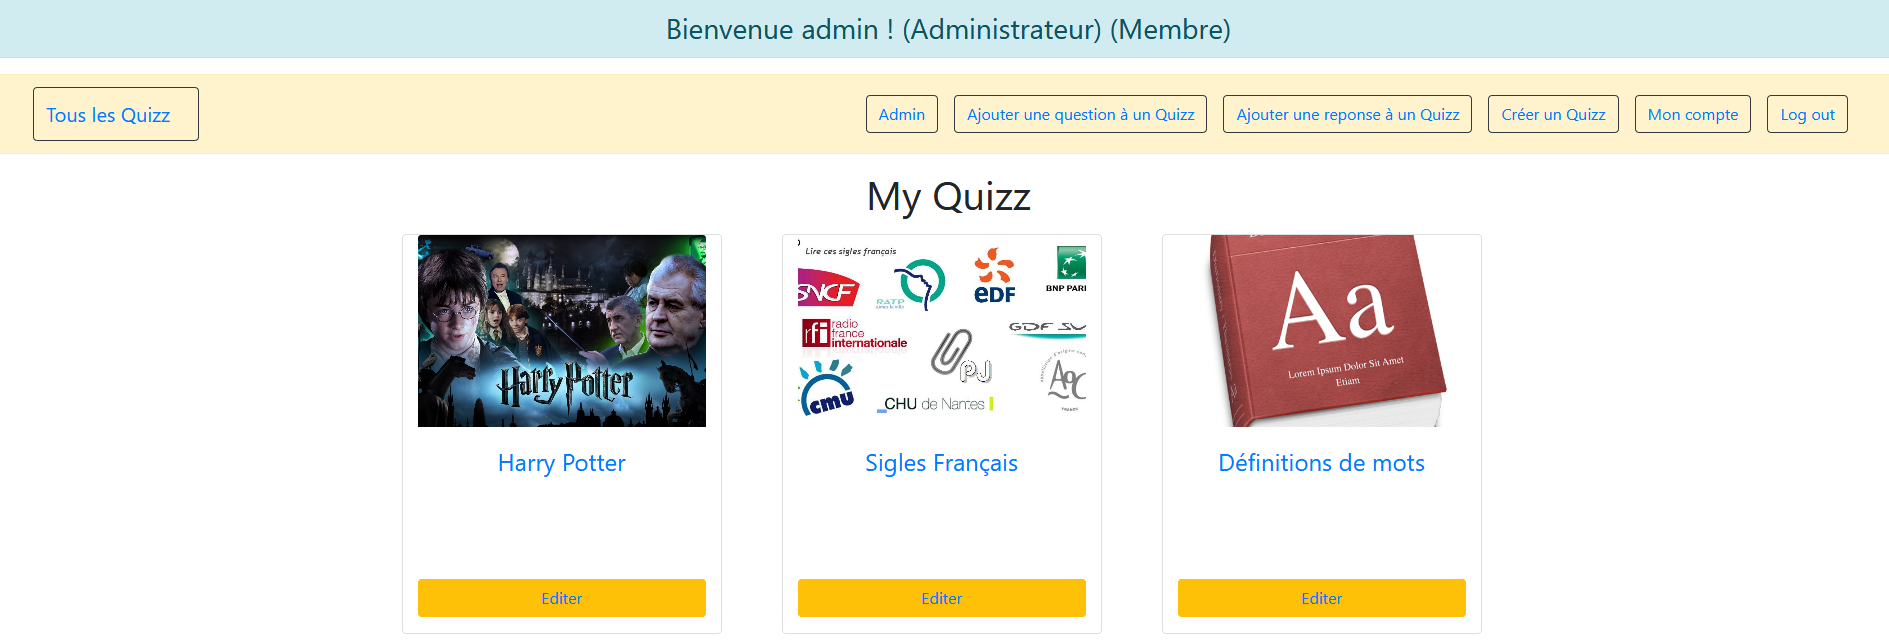 Bienvenue admin ! (Administrateur) (Membre)
Tous les Quizz
Admin
Ajouter une question à un Quizz
Ajouter une reponse à un Quizz
Créer un Quizz
Mon compte
Log out
My Quizz
Harry Potter
Lire ces sigles français
SNCF
RATP
eDF
BNP PARI
rfi radio
france
internationale
GDF SU
PJ
cmu
CHU de Nantes
AOC
FRANCE
Aa
Lorem Ipsum Dolor Sit Amet
Etiam
Harry Potter
Sigles Français
Définitions de mots
Editer
Editer
Editer